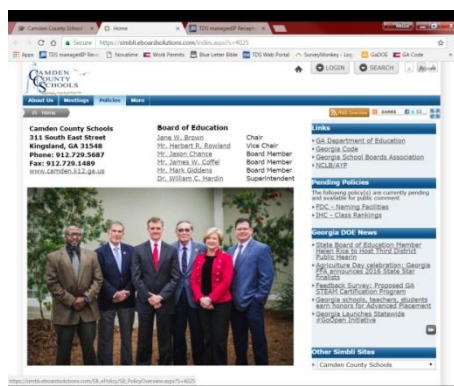 Camden County School
Home
TDS managedIP Recept
Secure
https://simbli.eboardsolutions.com/index.aspx?s=4025
Apps
TDS managedIP Rec
Novatime
Work Permits
Blue Letter Bible
TDS Web Portal
SurveyMonkey - Log
GaDOE
GA Code
CAMDEN
COUNTY
SCHOOLS
LOGIN
SEARCH
About Us
Meetings
Policies
More
Home
SHARE
Camden County Schools
311 South East Street
Kingsland, GA 31548
Phone: 912.729.5687
Fax: 912.729.1489
www.camden.k12.ga.us
Board of Education
Jane W. Brown Chair
Mr. Herbert R. Rowland Vice Chair
Mr. Jason Chance Board Member
Mr. James W. Coffel Board Member
Mr. Mark Giddens Board Member
Dr. William C. Hardin Superintendent
Links
GA Department of Education
Georgia Code
Georgia School Boards Association
NCLB/AYP
Pending Policies
The following policy(s) are currently pending
and available for public comment
FDC - Naming Facilities
IHC - Class Rankings
Georgia DOE News
State Board of Education Member
Helen Rice to Host Third District
Public Hearin
Agriculture Day celebration: Georgia
FFA announces 2016 State Star
finalists
Feedback Survey: Proposed GA
STEAM Certification Program
Georgia schools, teachers, students
earn honors for Advanced Placement
Georgia Launches Statewide
#GoOpen Initiative
Other Simbli Sites
Camden County Schools
https://simbli.eboardsolutions.com/SB_ePolicy/SB_PolicyOverview.aspx?S=4025